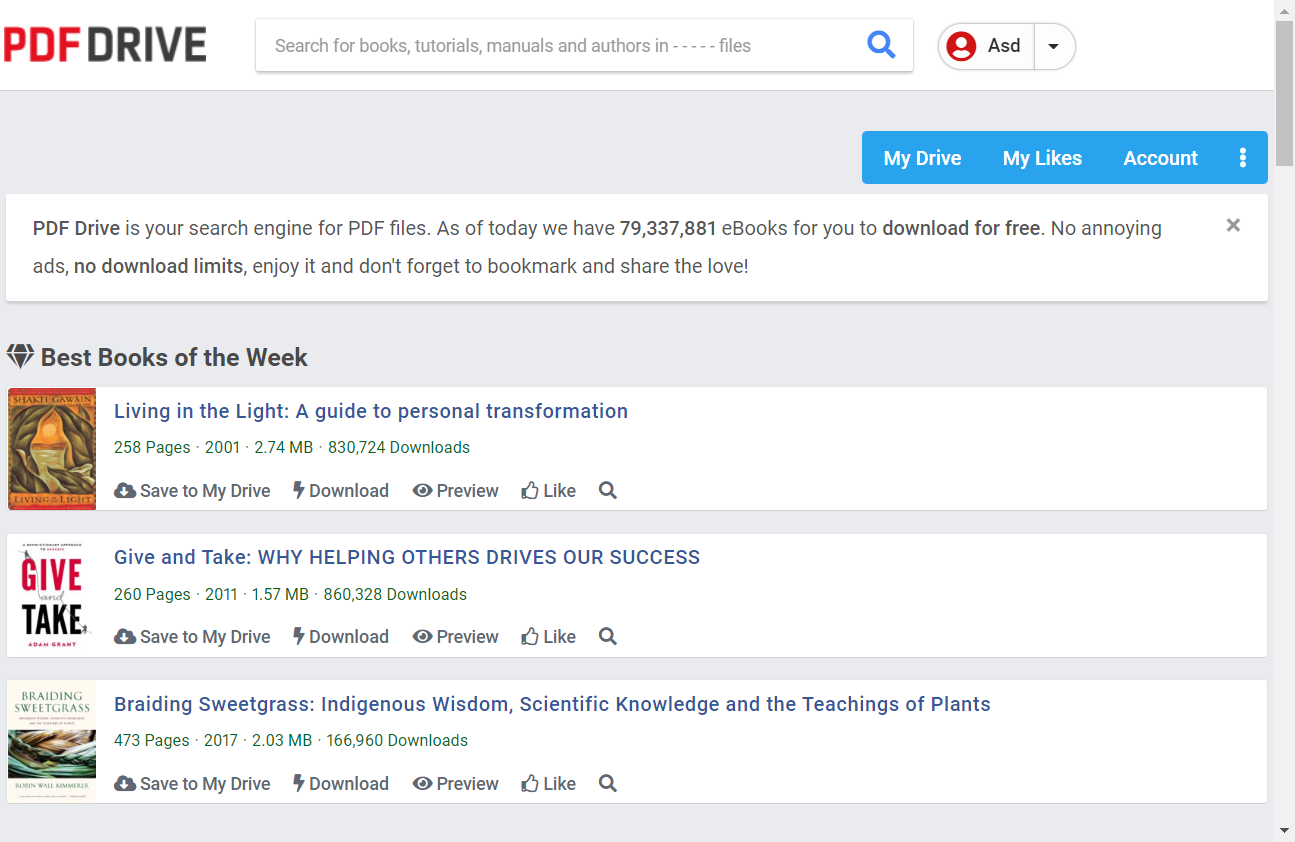 PDF DRIVE
Search for books, tutorials, manuals and authors in - - - - - files
Asd
My Drive My Likes Account
PDF Drive is your search engine for PDF files. As of today we have 79,337,881 eBooks for you to download for free. No annoying
ads, no download limits, enjoy it and don't forget to bookmark and share the love!
Best Books of the Week
SHAKTI GAWAIN
LIVING IN THE LIGHT
Living in the Light: A guide to personal transformation
258 Pages · 2001 · 2.74 MB · 830,724 Downloads
Save to My Drive Download Preview Like
A REVOLUTIONARY APPROACH
TO SUCCESS
GIVE
and
TAKE
ADAM GRANT
Give and Take: WHY HELPING OTHERS DRIVES OUR SUCCESS
260 Pages · 2011 · 1.57 MB · 860,328 Downloads
Save to My Drive Download Preview Like
BRAIDING
SWEETGRASS
ROBIN WALL KIMMERER
Braiding Sweetgrass: Indigenous Wisdom, Scientific Knowledge and the Teachings of Plants
473 Pages · 2017 · 2.03 MB · 166,960 Downloads
Save to My Drive Download Preview Like